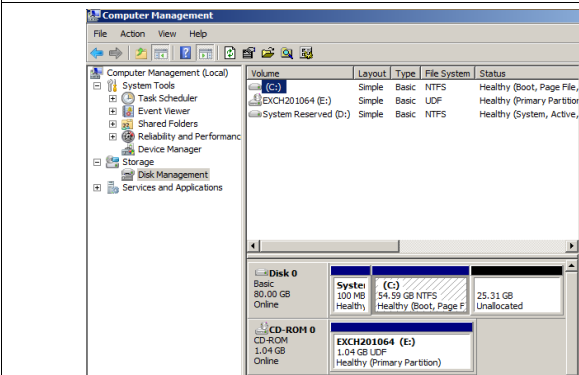 Computer Management
File Action View Help
Computer Management (Local)
System Tools
Task Scheduler
Event Viewer
Shared Folders
Reliability and Performanc
Device Manager
Storage
Disk Management
Services and Applications
Volume Layout Type File System Status
(C:) Simple Basic NTFS Healthy (Boot, Page File,
EXCH201064 (E:) Simple Basic UDF Healthy (Primary Partition
System Reserved (D:) Simple Basic NTFS Healthy (System, Active,
Disk 0
Basic
80.00 GB
Online
Syste
100 MB
Healthy
(C:)
54.59 GB NTFS
Healthy (Boot, Page F
25.31 GB
Unallocated
CD-ROM 0
CD-ROM
1.04 GB
Online
EXCH201064 (E:)
1.04 GB UDF
Healthy (Primary Partition)